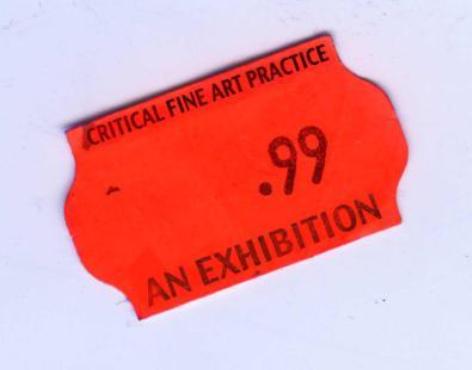 CRITICAL FINE ART PRACTICE
.99
AN EXHIBITION